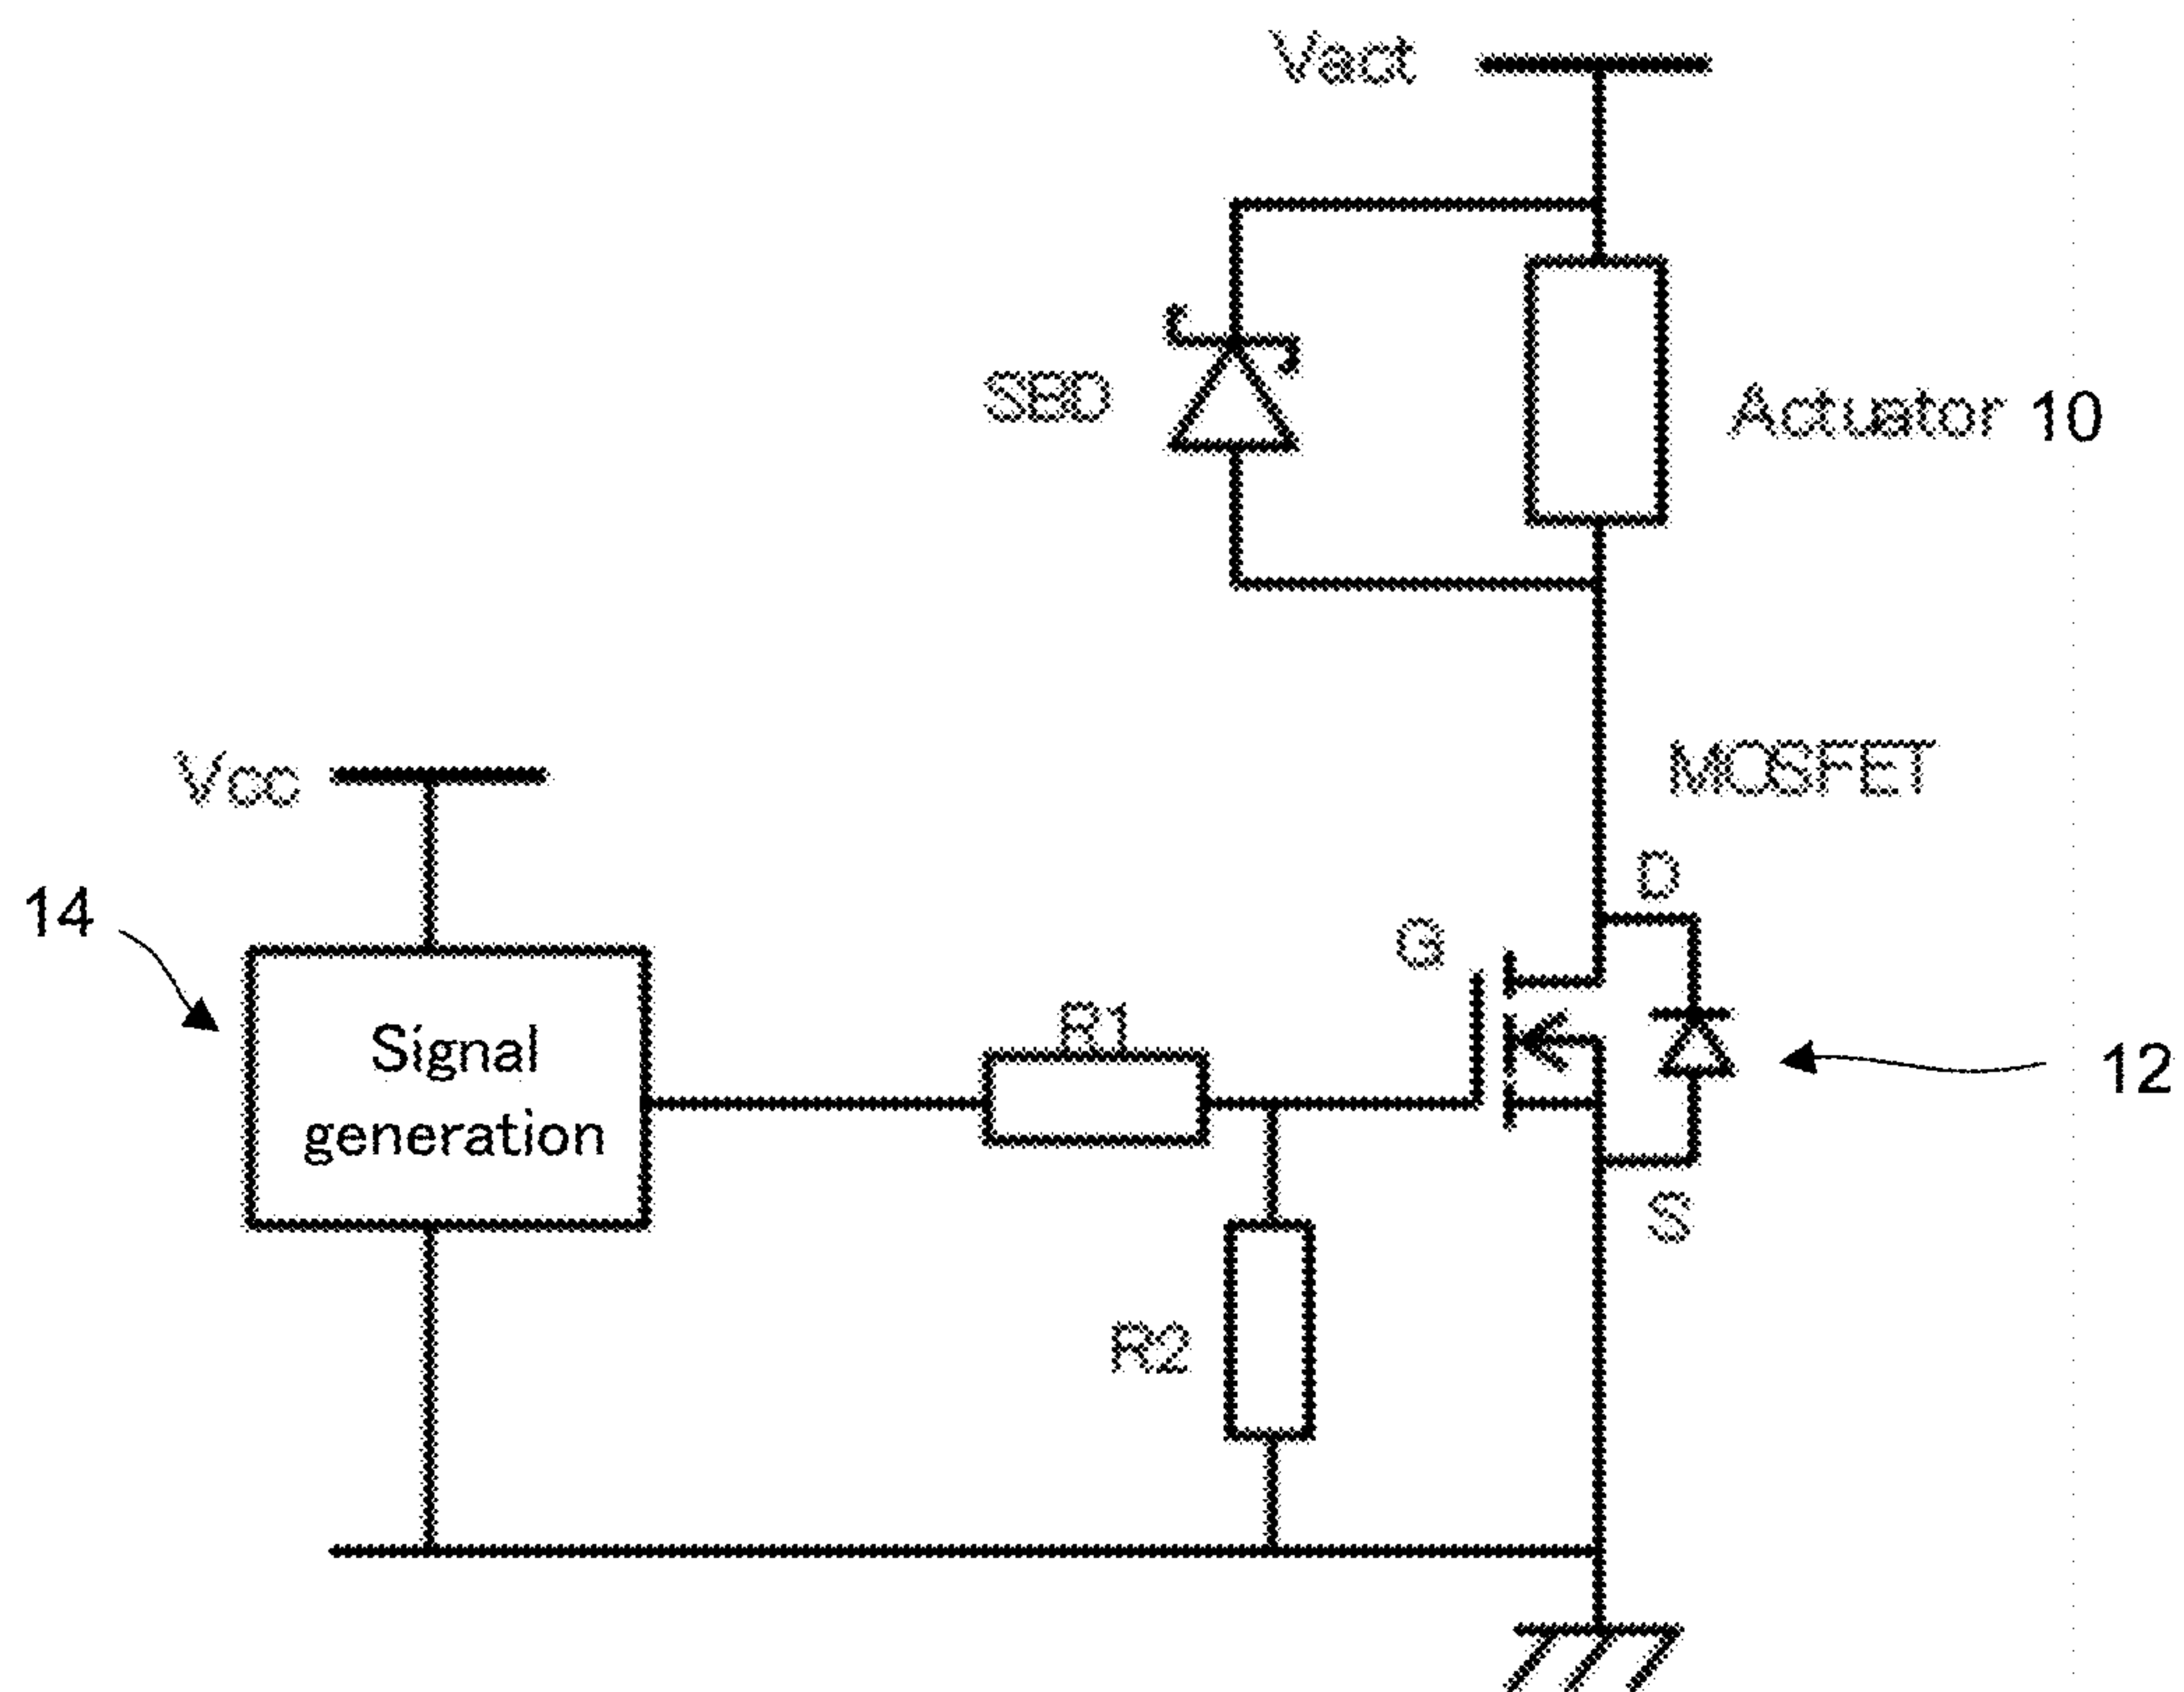 Vact
SBD
Actuator 10
Vcc
MOSFET
14
D
G
Signal
generation
R1
12
S
R2